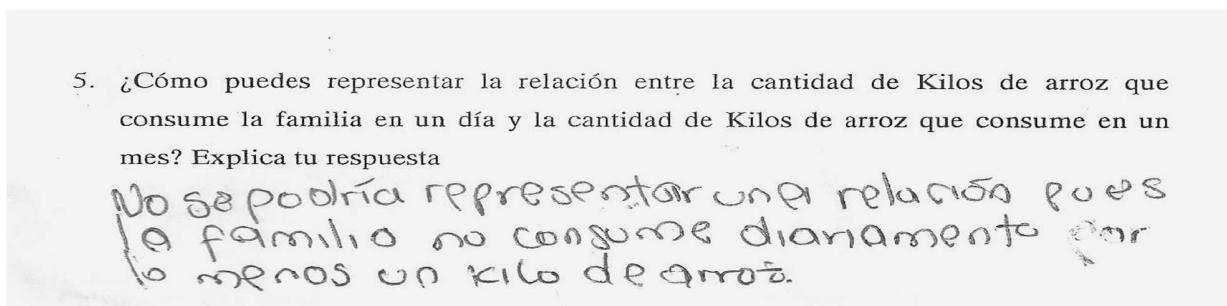 5. ¿Cómo puedes representar la relación entre la cantidad de Kilos de arroz que
consume la familia en un día y la cantidad de Kilos de arroz que consume en un
mes? Explica tu respuesta
No se podría representar una relación pues
la familia no consume diariamente por
lo menos un kilo de arroz.